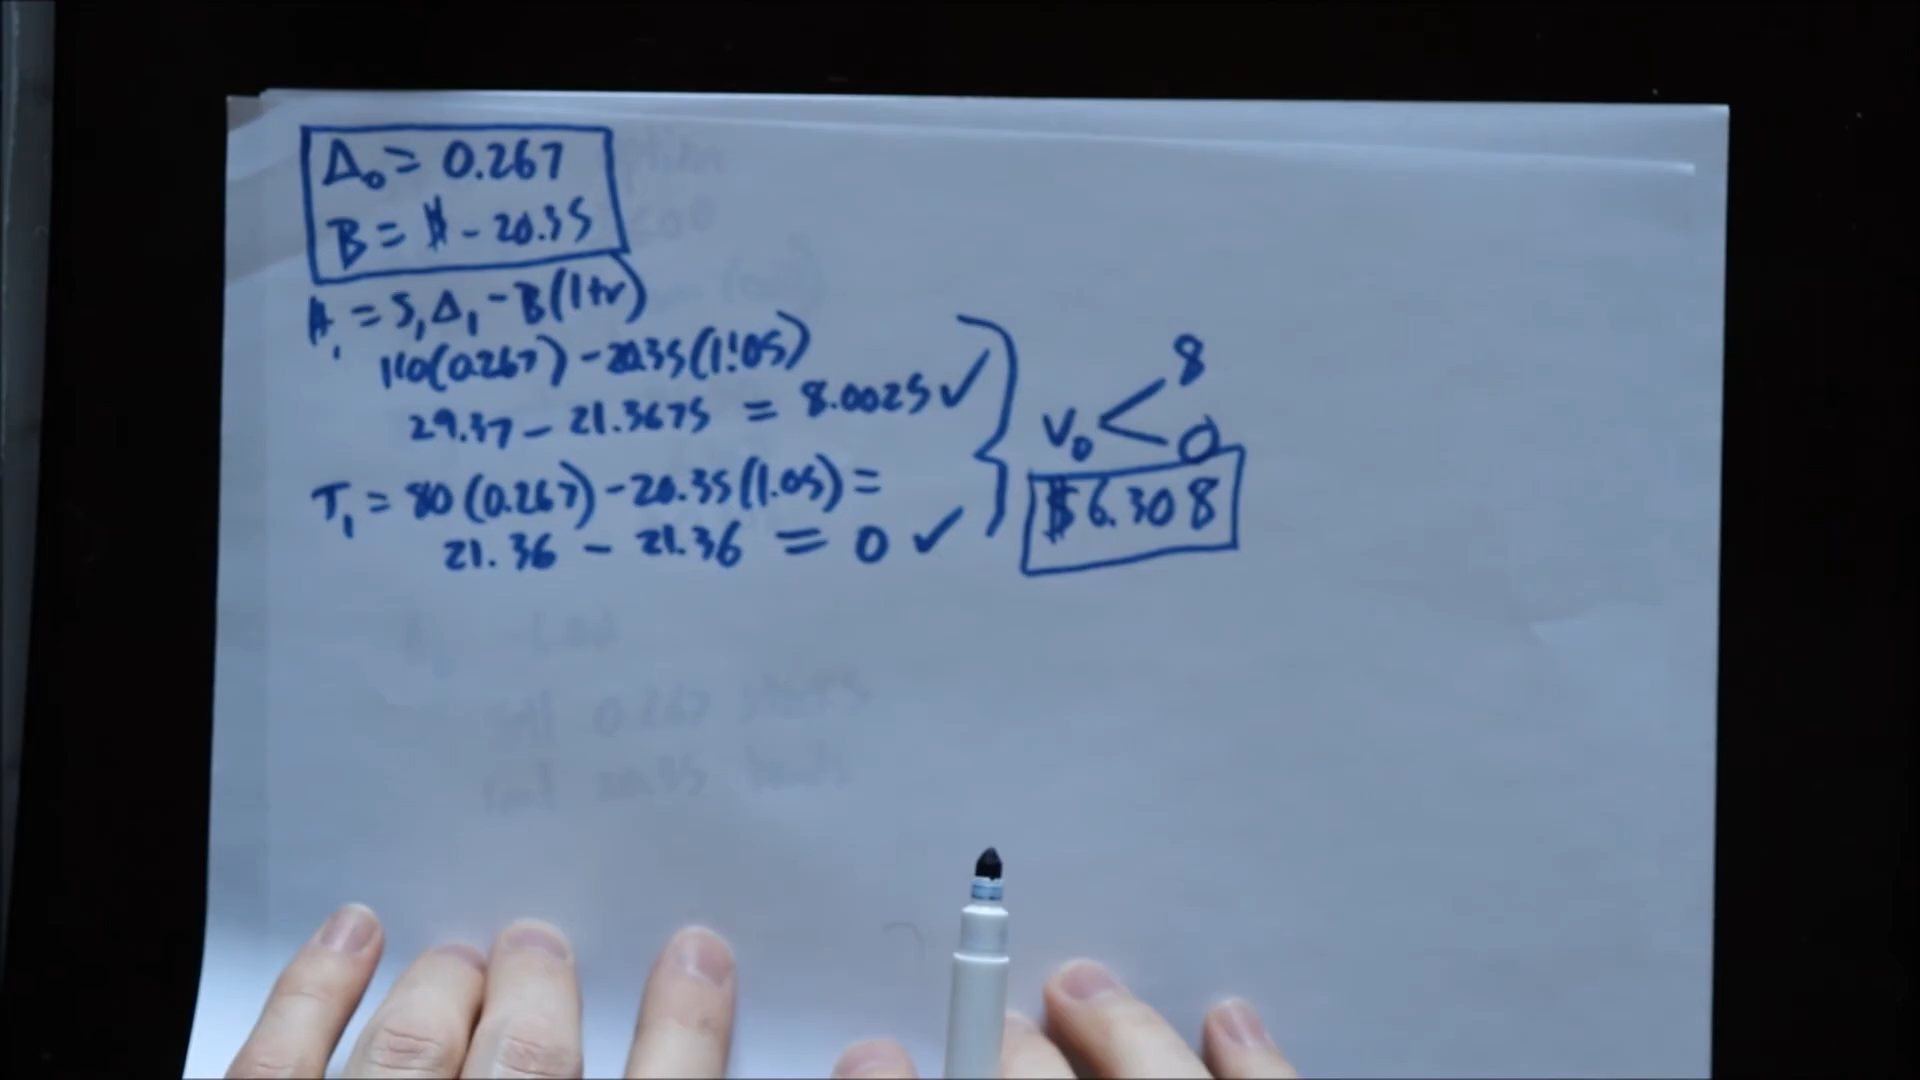 Δ₀ = 0.267
B = $ - 20.35
H₁ = S₁Δ₁ - B(1+r)
110(0.267) - 20.35(1.05)
29.37 - 21.3675 = 8.0025 ✓
T₁ = 80(0.267) - 20.35(1.05) =
21.36 - 21.36 = 0 ✓
8
V₀ <
0
$6.308